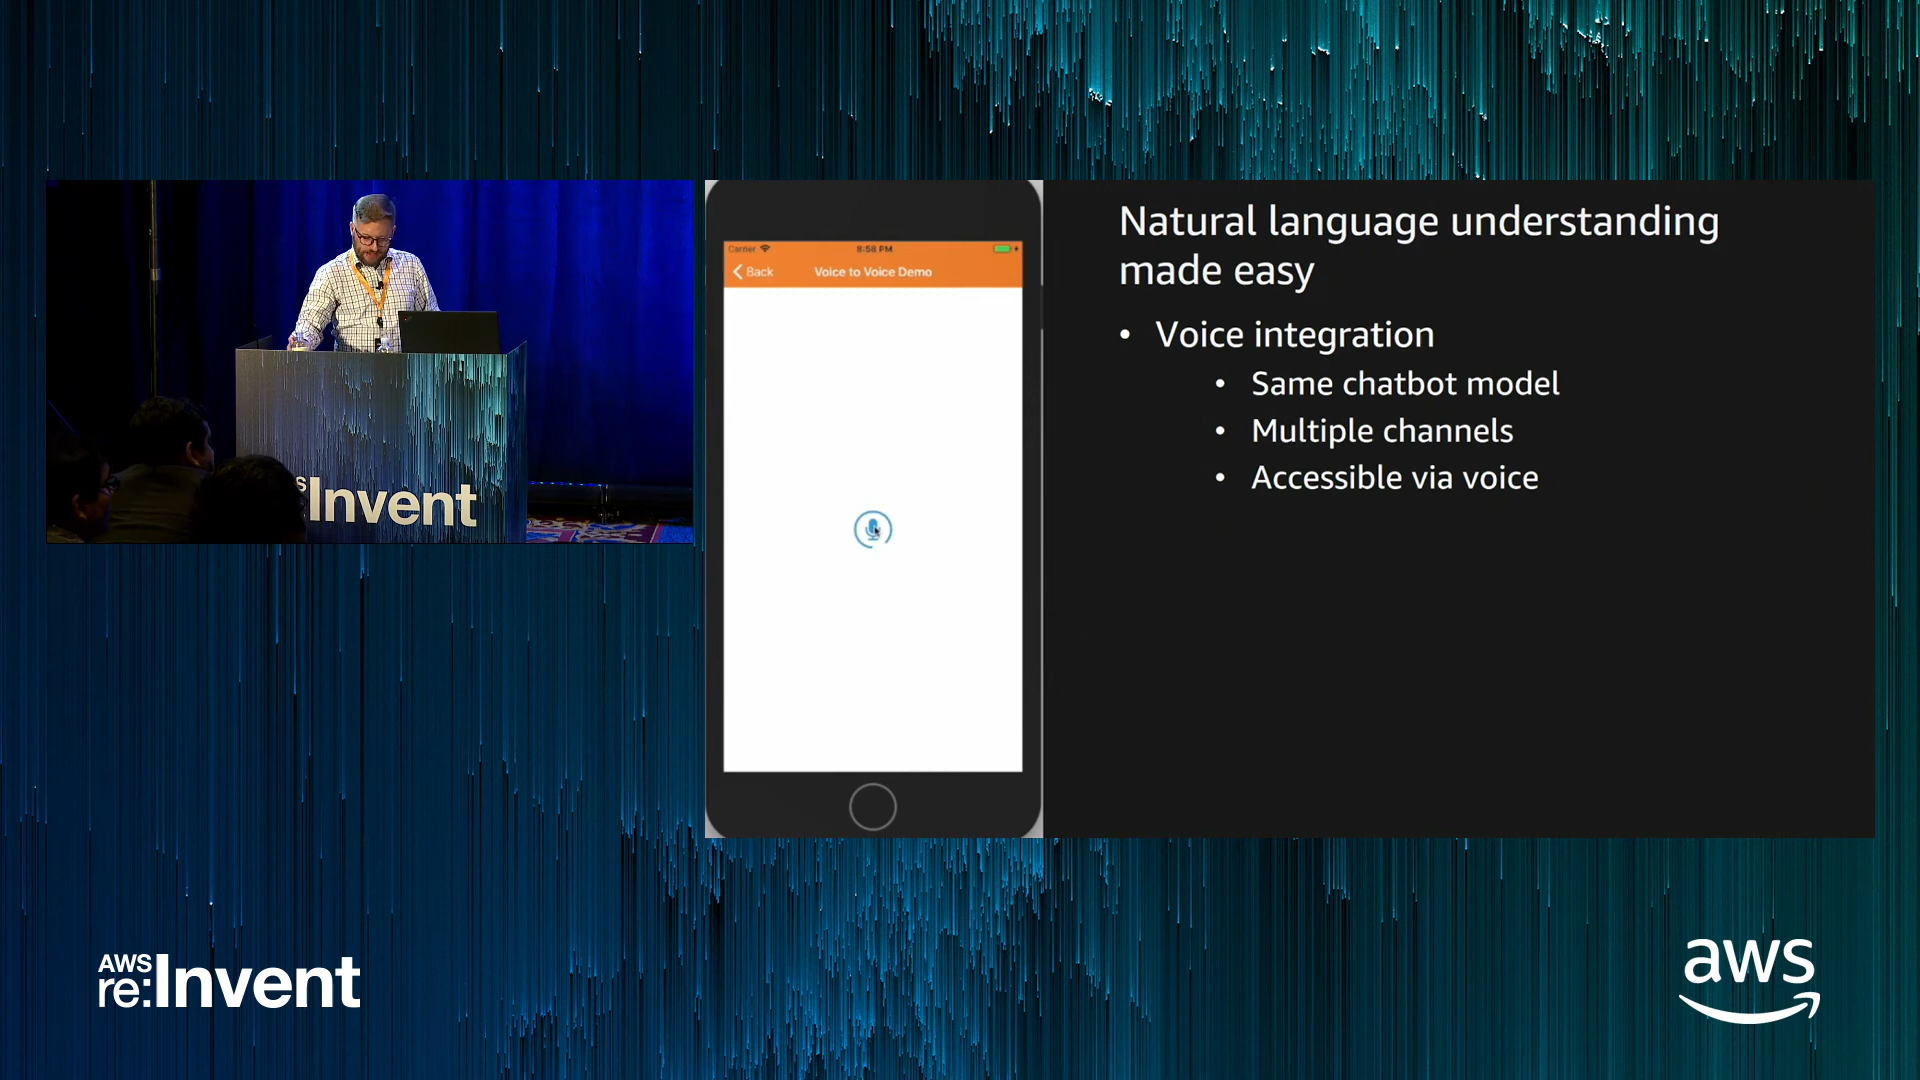 s
Invent
Carrier
8:58 PM
Back
Voice to Voice Demo
Natural language understanding
made easy
• Voice integration
• Same chatbot model
• Multiple channels
• Accessible via voice
AWS
re:Invent
aws